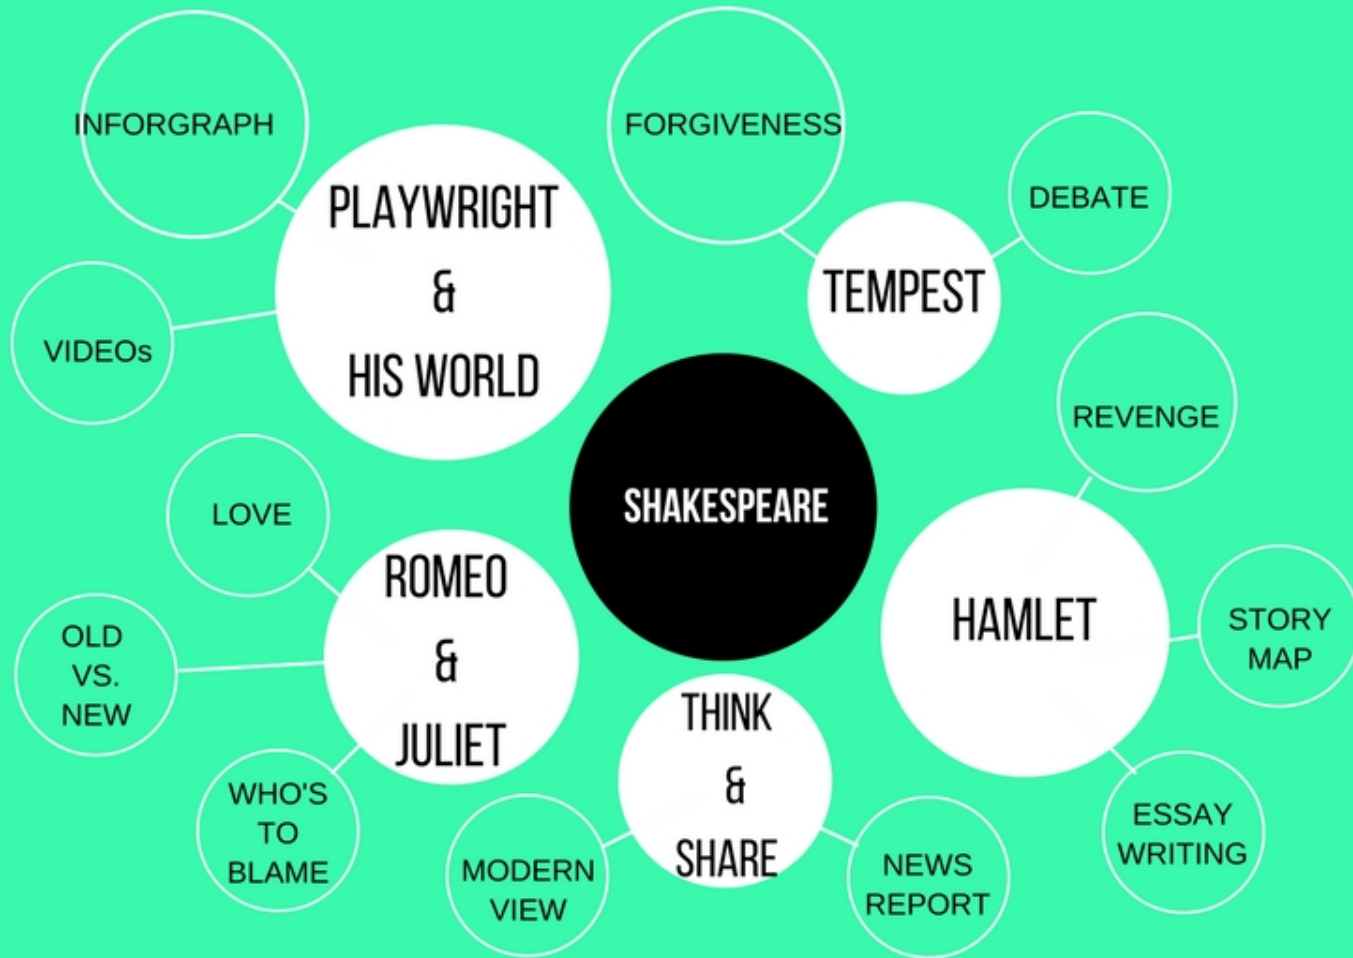 INFORGRAPH
PLAYWRIGHT
&
HIS WORLD
VIDEOs
FORGIVENESS
TEMPEST
DEBATE
SHAKESPEARE
LOVE
ROMEO
&
JULIET
OLD
VS.
NEW
WHO'S
TO
BLAME
THINK
&
SHARE
MODERN
VIEW
NEWS
REPORT
REVENGE
HAMLET
STORY
MAP
ESSAY
WRITING